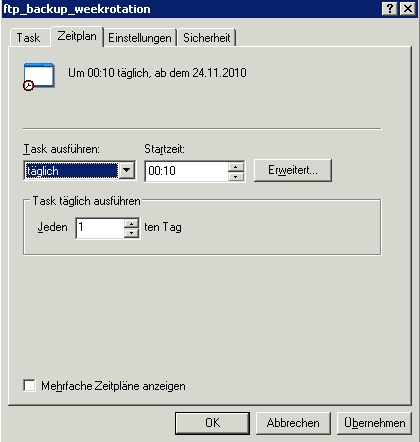 ftp_backup_weekrotation
Task Zeitplan Einstellungen Sicherheit
Um 00:10 täglich, ab dem 24.11.2010
Task ausführen: Startzeit:
täglich 00:10 Erweitert...
Task täglich ausführen
Jeden 1 ten Tag
Mehrfache Zeitpläne anzeigen
OK Abbrechen Übernehmen